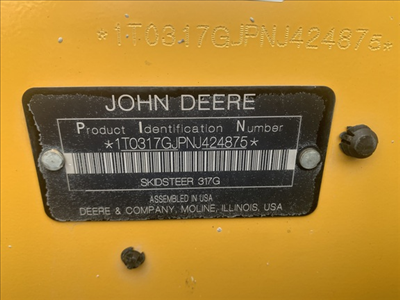 *1T0317GJPNJ424875*
JOHN DEERE
Product Identification Number
*1T0317GJPNJ424875*
SKIDSTEER 317G
ASSEMBLED IN USA
DEERE & COMPANY, MOLINE, ILLINOIS, USA